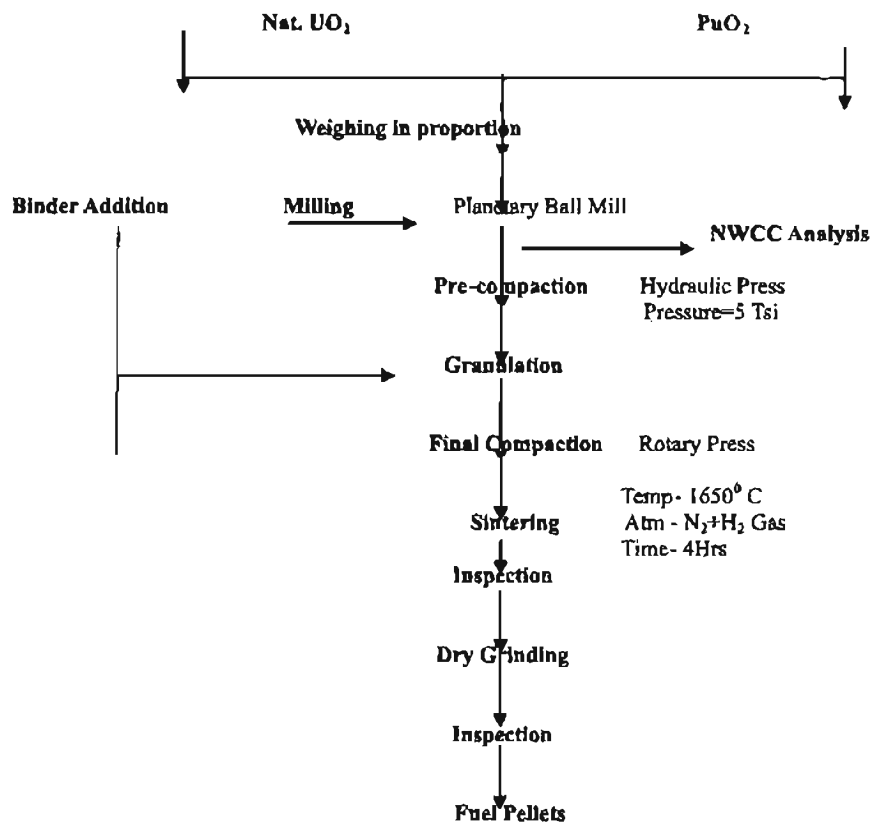 Nat. UO₂
PuO₂
Weighing in proportion
Binder Addition
Milling
Planetary Ball Mill
NWCC Analysis
Pre-compaction
Hydraulic Press
Pressure=5 Tsi
Granulation
Final Compaction
Rotary Press
Temp- 1650⁰ C
Sintering
Atm - N₂+H₂ Gas
Time- 4Hrs
Inspection
Dry Grinding
Inspection
Fuel Pellets